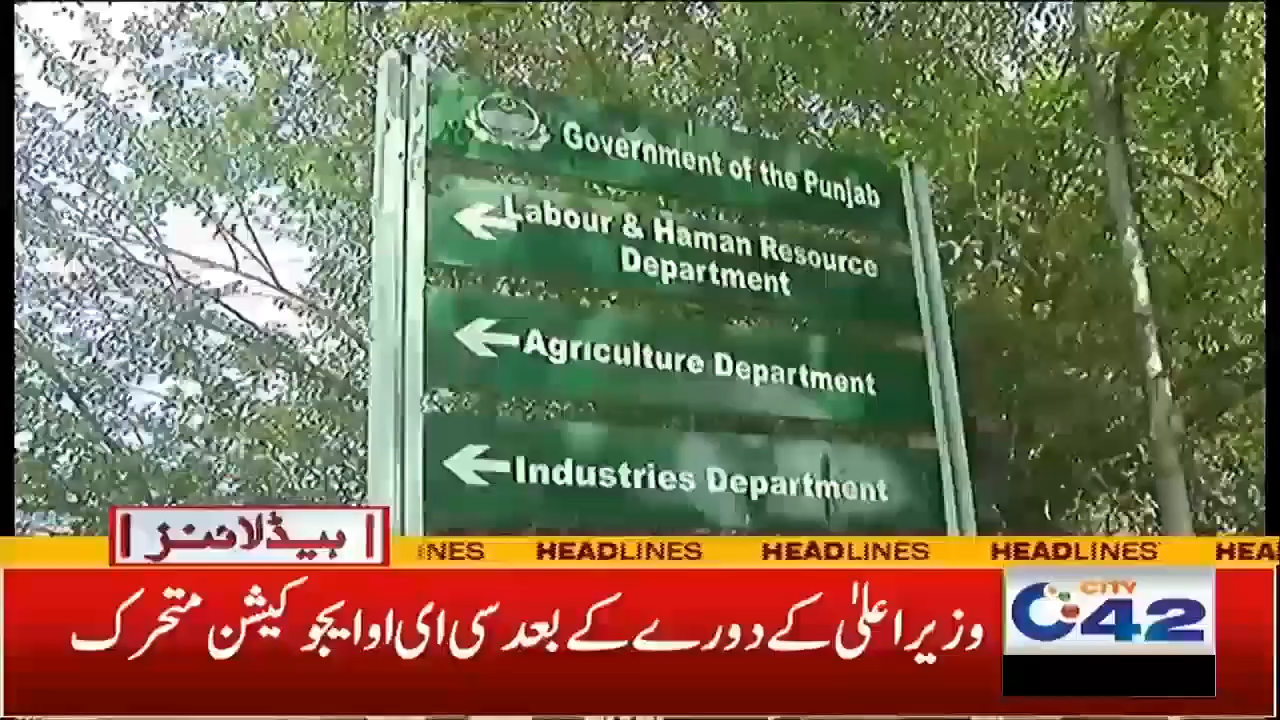 Government of the Punjab
Labour & Haman Resource
Department
Agriculture Department
Industries Department
ہیڈلائنز
INES HEADLINES HEADLINES HEADLINES HEA
وزیراعلیٰ کے دورے کے بعد سی ای او ایجوکیشن متحرک
CITY
42